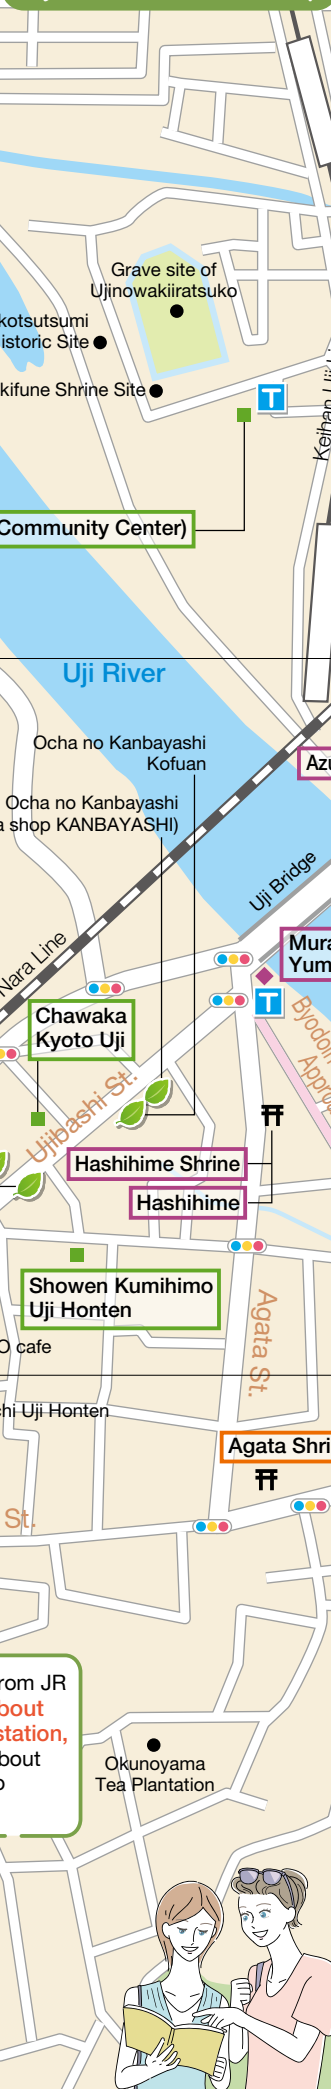 Grave site of
Ujinowakiiratsuko
kotsutsumi
istoric Site
kifune Shrine Site
T
Keihan Uji
Community Center)
Uji River
Ocha no Kanbayashi
Kofuan
Ocha no Kanbayashi
a shop KANBAYASHI)
Azu
Uji Bridge
Nara Line
Mura
Yum
T
Chawaka
Kyoto Uji
Byodo
Appro
Ujibashi St.
Hashihime Shrine
Hashihime
Showen Kumihimo
Uji Honten
O cafe
Agata St.
chi Uji Honten
Agata Shri
St.
rom JR
bout
station,
bout
o
Okunoyama
Tea Plantation